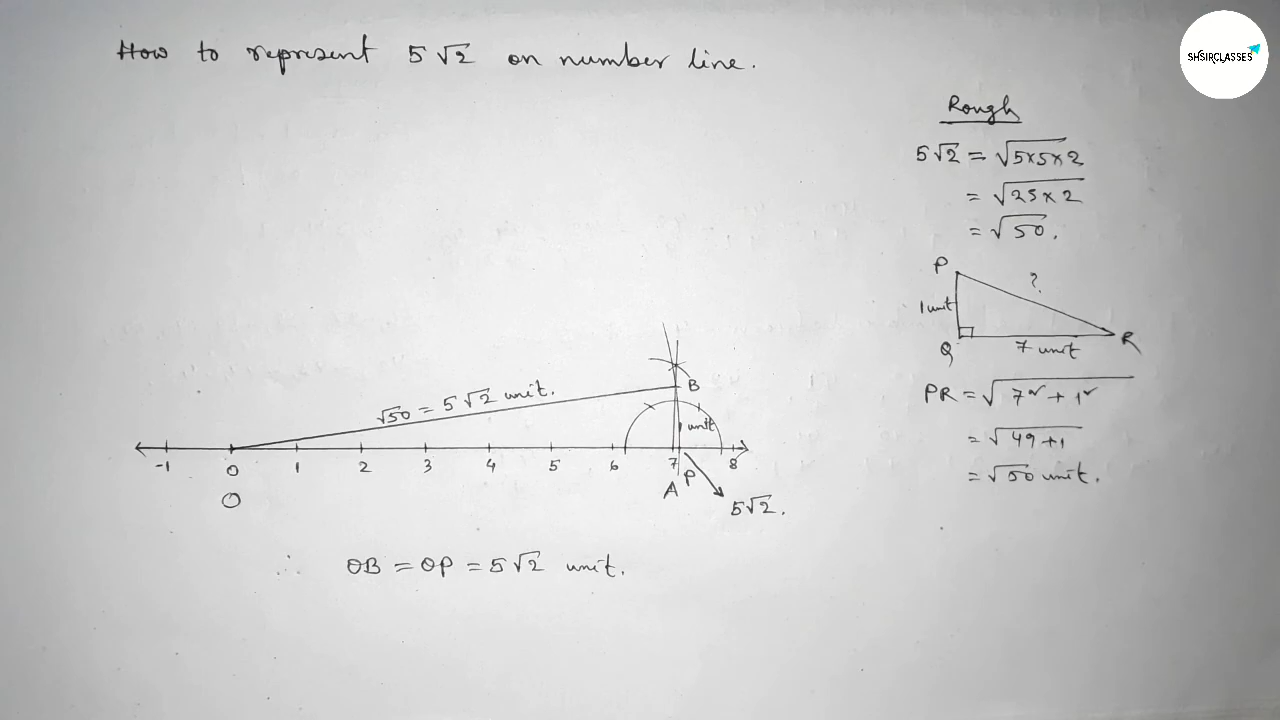 How to represent 5√2 on number line.
SHSIRCLASSES
Rough
5√2 = √5×5×2
= √25×2
= √50.
P
?
1 unit
Q
7 unit
R
PR = √7² + 1²
= √49+1
= √50 unit.
√50 = 5√2 unit.
B
1 unit
-1 0 1 2 3 4 5 6 7 8
O A P
5√2.
∴ OB = OP = 5√2 unit.